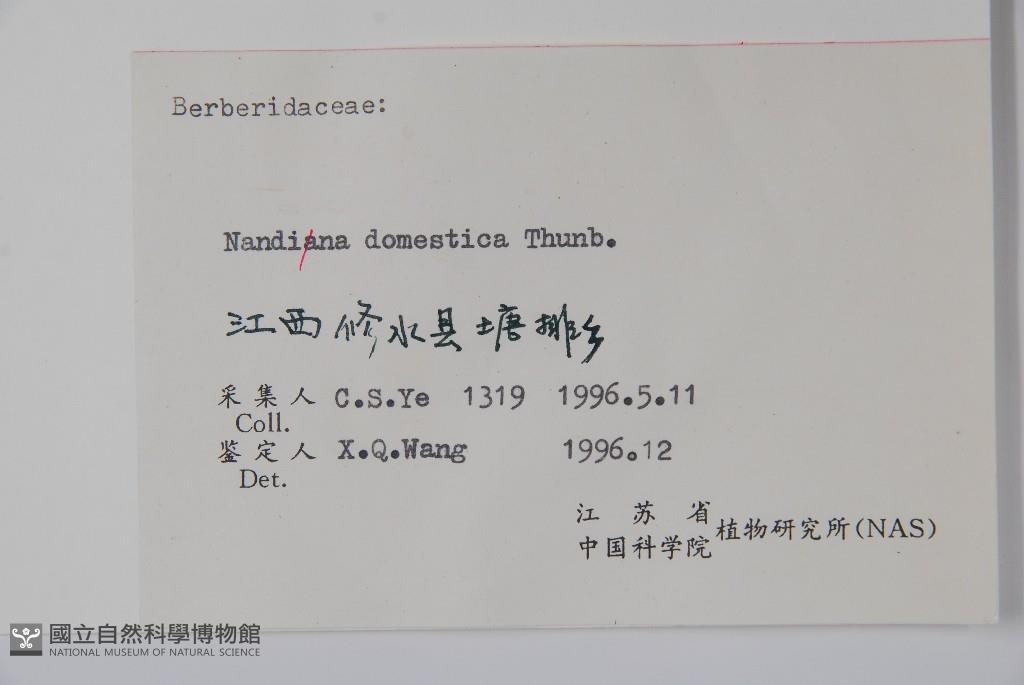 Berberidaceae:
Nandiana domestica Thunb.
江西修水县塘排乡
采集人 C.S.Ye 1319 1996.5.11
Coll.
鉴定人 X.Q.Wang 1996.12
Det.
江苏省
中国科学院 植物研究所(NAS)
國立自然科學博物館
NATIONAL MUSEUM OF NATURAL SCIENCE